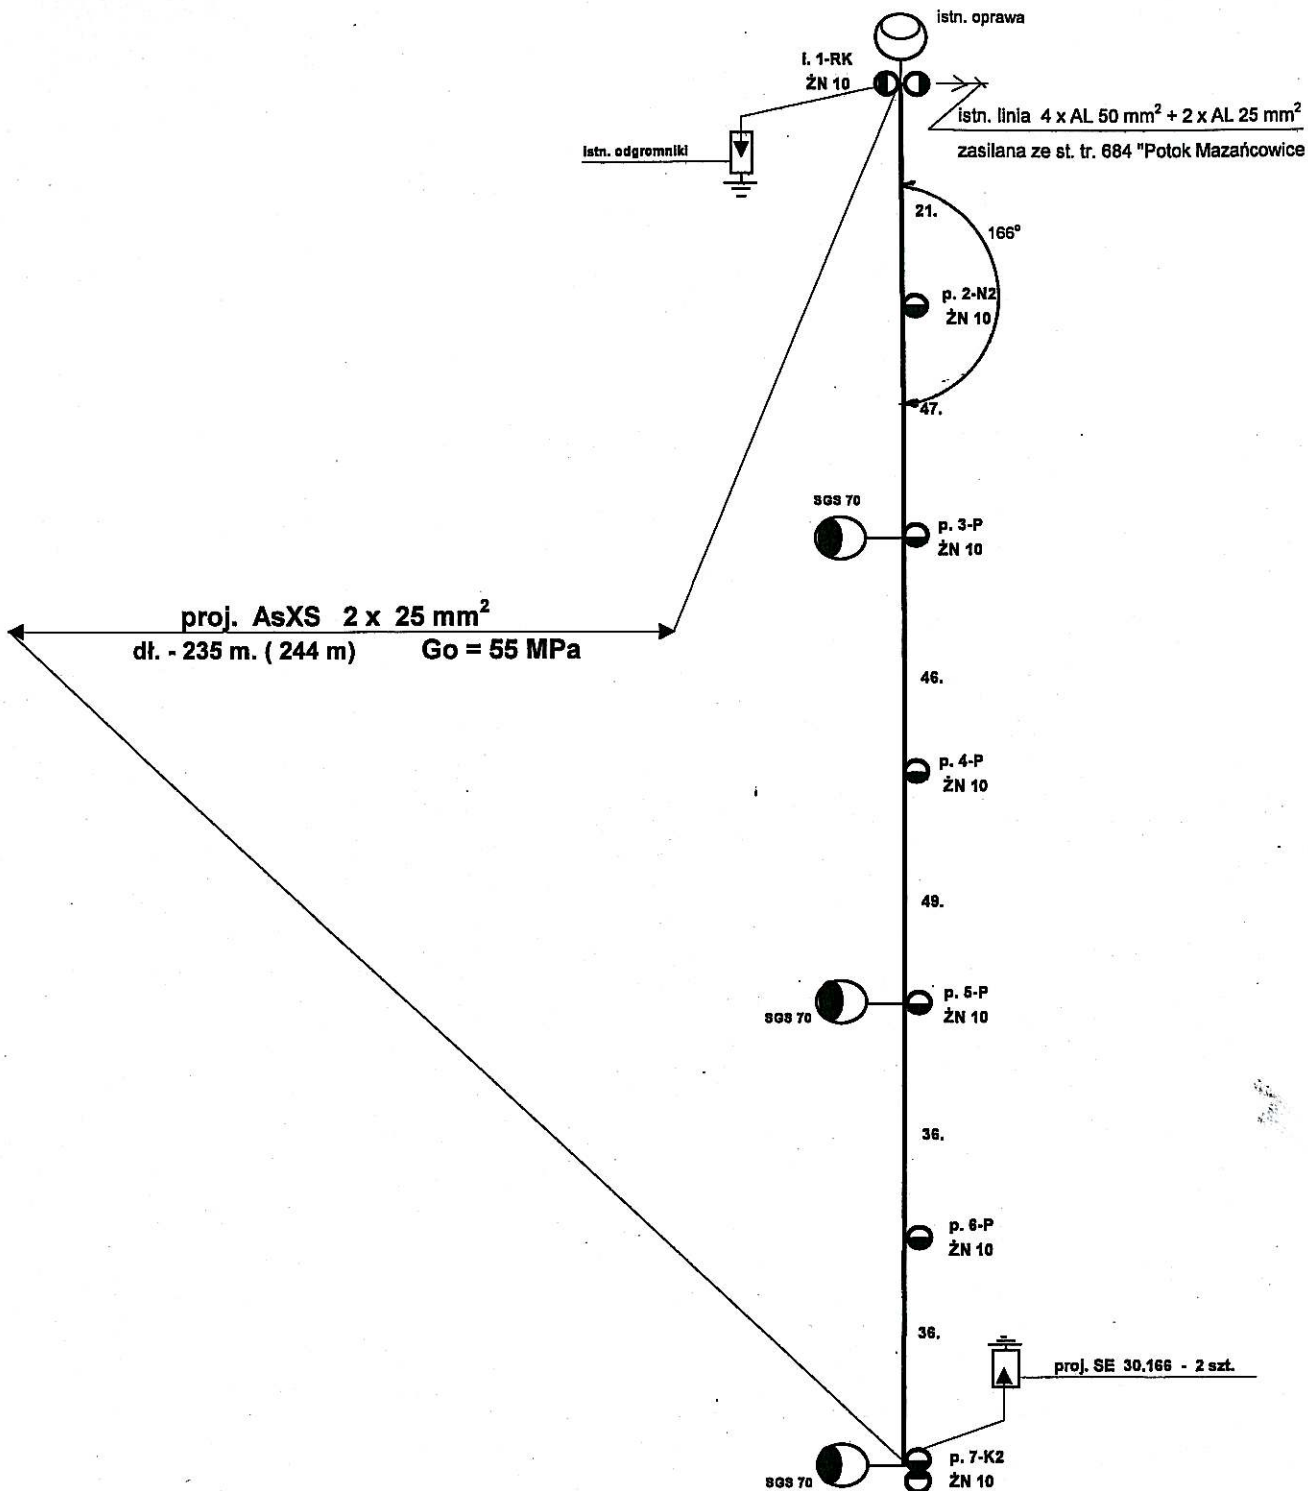 istn. oprawa
i. 1-RK
ŻN 10
istn. linia 4 x AL 50 mm² + 2 x AL 25 mm²
zasilana ze st. tr. 684 "Potok Mazańcowice
istn. odgromniki
21.
166°
p. 2-N2
ŻN 10
47.
SGS 70
p. 3-P
ŻN 10
proj. AsXS 2 x 25 mm²
dł. - 235 m. ( 244 m) Go = 55 MPa
46.
p. 4-P
ŻN 10
49.
p. 5-P
ŻN 10
SGS 70
36.
p. 6-P
ŻN 10
36.
proj. SE 30.166 - 2 szt.
p. 7-K2
ŻN 10
SGS 70